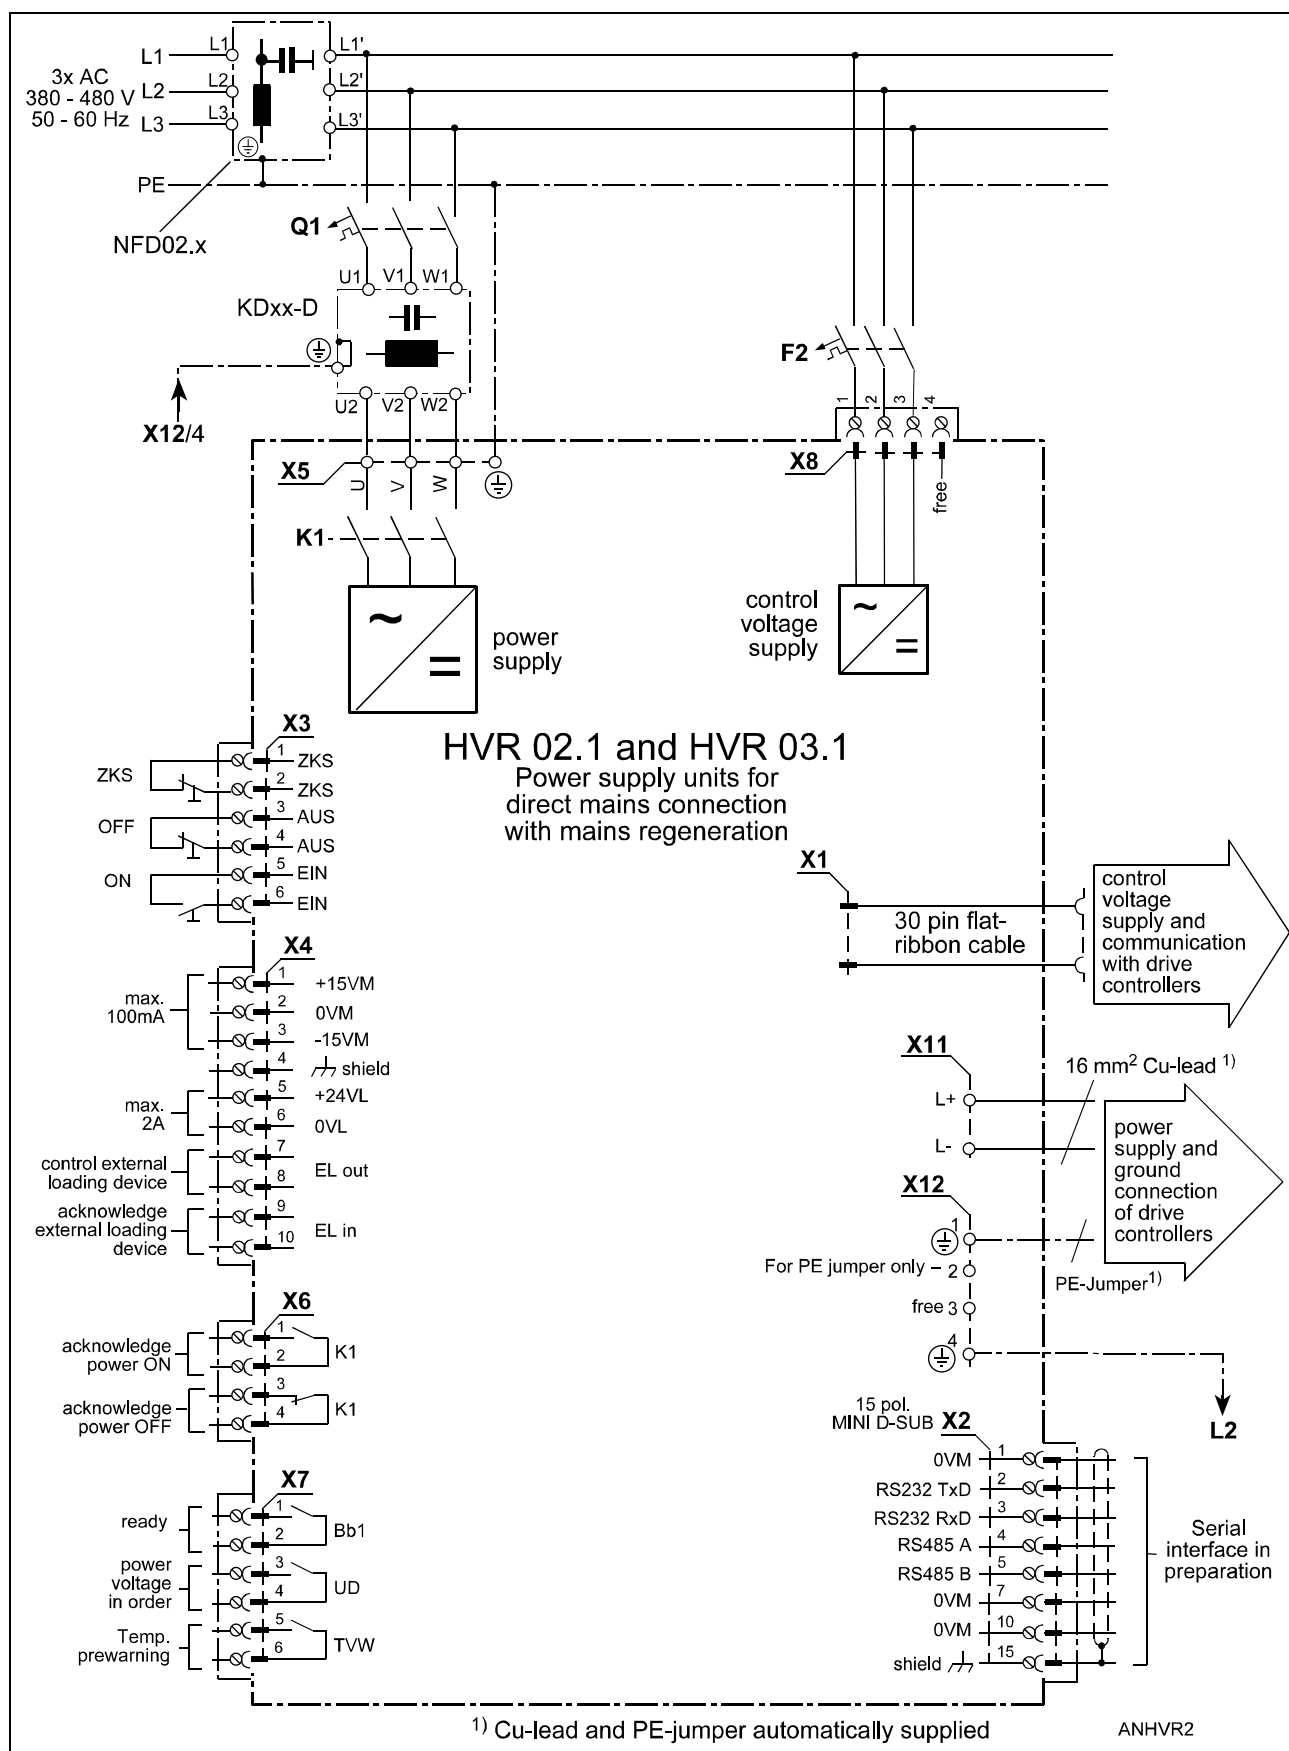 L1 L1 L1'
3x AC
380 - 480 V L2 L2 L2'
50 - 60 Hz L3 L3 L3'
PE
NFD02.x
Q1
U1 V1 W1
KDxx-D
F2
U2 V2 W2
1 2 3 4
X12/4
X5
X8
U V W
free
K1
~
=
power
supply
control
voltage
supply
~
=
HVR 02.1 and HVR 03.1
Power supply units for
direct mains connection
with mains regeneration
X3
ZKS
1 ZKS
2 ZKS
OFF
3 AUS
4 AUS
ON
5 EIN
6 EIN
X4
max.
100mA
1 +15VM
2 0VM
3 -15VM
4 shield
max.
2A
5 +24VL
6 0VL
control external
loading device
7
8
EL out
acknowledge
external loading
device
9
10
EL in
X6
acknowledge
power ON
1
2
K1
acknowledge
power OFF
3
4
K1
X7
ready
1
2
Bb1
power
voltage
in order
3
4
UD
Temp.
prewarning
5
6
TVW
X1
30 pin flat-
ribbon cable
control
voltage
supply and
communication
with drive
controllers
X11
16 mm² Cu-lead 1)
L+
L-
power
supply and
ground
connection
of drive
controllers
X12
1
For PE jumper only 2
PE-Jumper1)
free 3
4
L2
15 pol.
MINI D-SUB X2
0VM 1
RS232 TxD 2
RS232 RxD 3
RS485 A 4
RS485 B 5
0VM 7
0VM 10
shield 15
Serial
interface in
preparation
1) Cu-lead and PE-jumper automatically supplied
ANHVR2